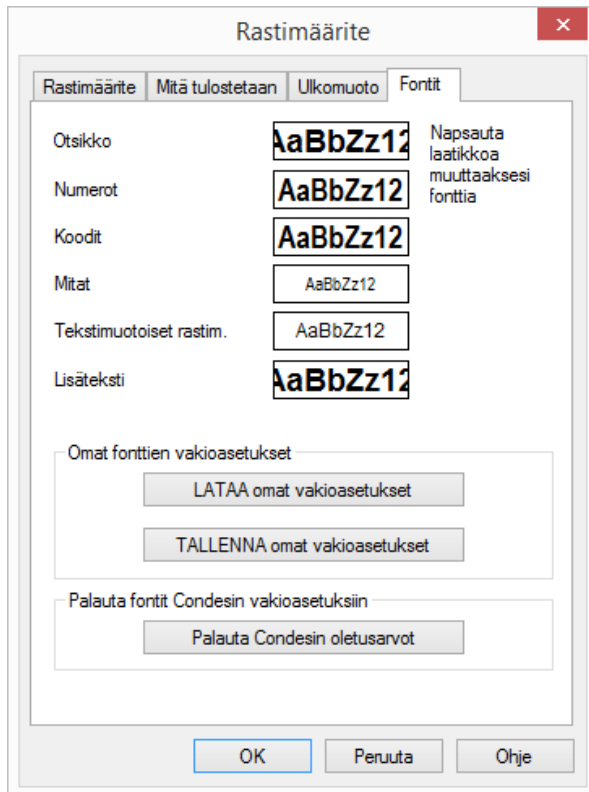 Rastimäärite
Rastimäärite Mitä tulostetaan Ulkomuoto Fontit
Otsikko AaBbZz12
Napsauta
laatikkoa
muuttaaksesi
fonttia
Numerot AaBbZz12
Koodit AaBbZz12
Mitat AaBbZz12
Tekstimuotoiset rastim. AaBbZz12
Lisäteksti AaBbZz12
Omat fonttien vakioasetukset
LATAA omat vakioasetukset
TALLENNA omat vakioasetukset
Palauta fontit Condesin vakioasetuksiin
Palauta Condesin oletusarvot
OK Peruuta Ohje